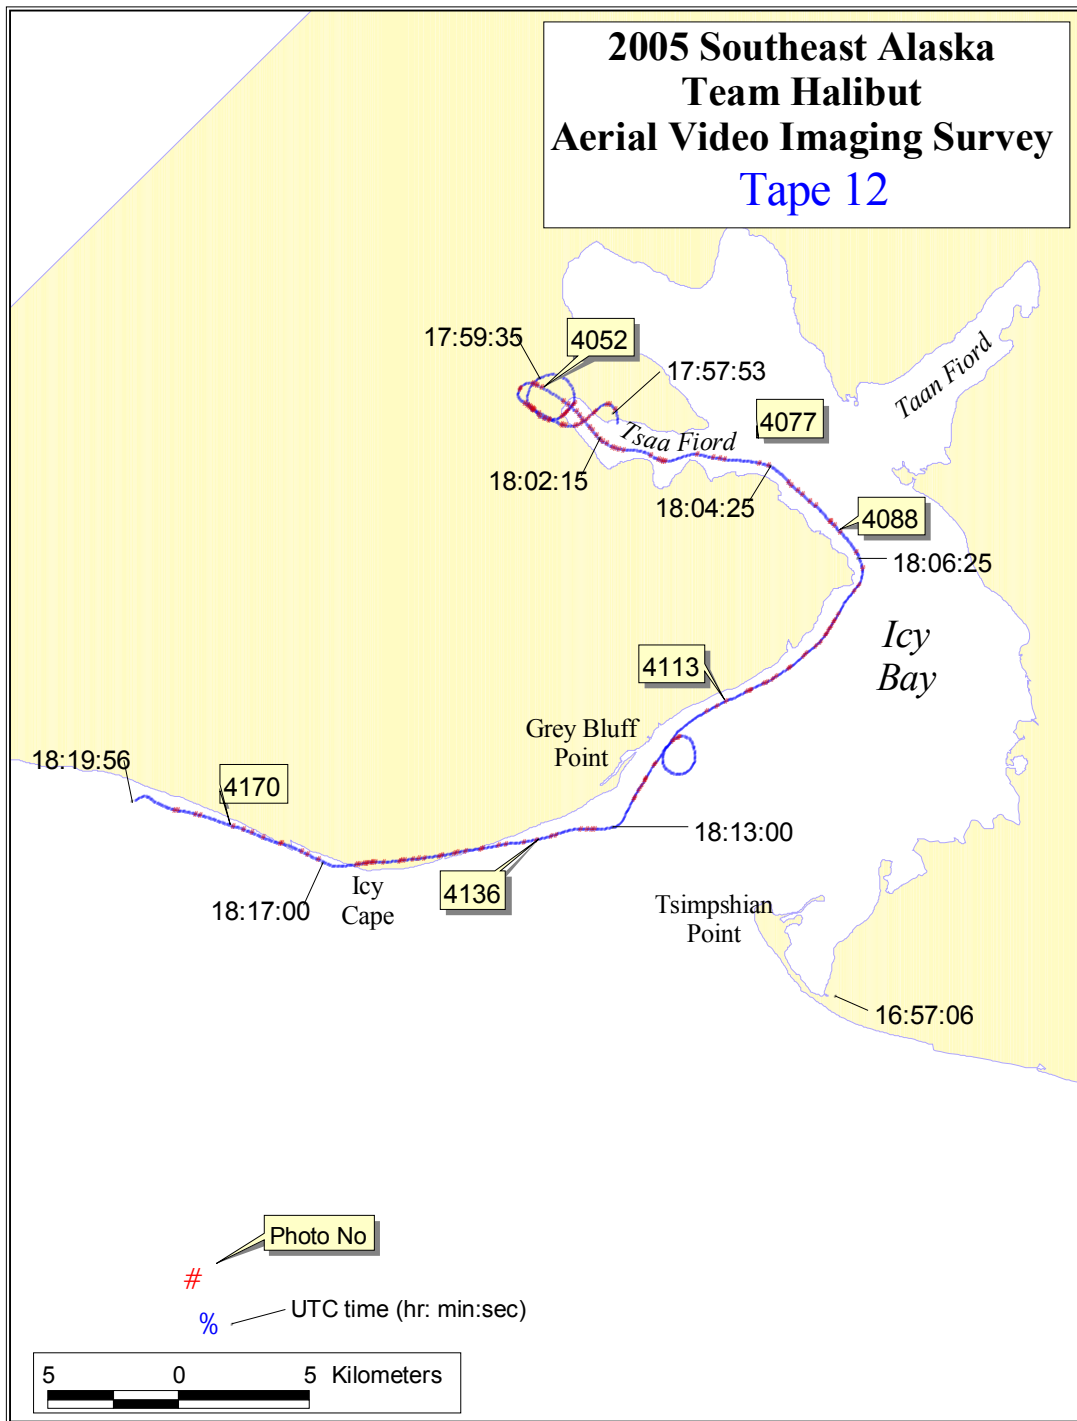 2005 Southeast Alaska
Team Halibut
Aerial Video Imaging Survey
Tape 12
17:59:35
4052
17:57:53
Taan Fiord
4077
Tsaa Fiord
18:02:15
18:04:25
4088
18:06:25
Icy
Bay
4113
Grey Bluff
Point
18:19:56
4170
18:13:00
4136
Icy
Cape
18:17:00
Tsimpshian
Point
16:57:06
Photo No
#
% UTC time (hr: min:sec)
5 0 5 Kilometers